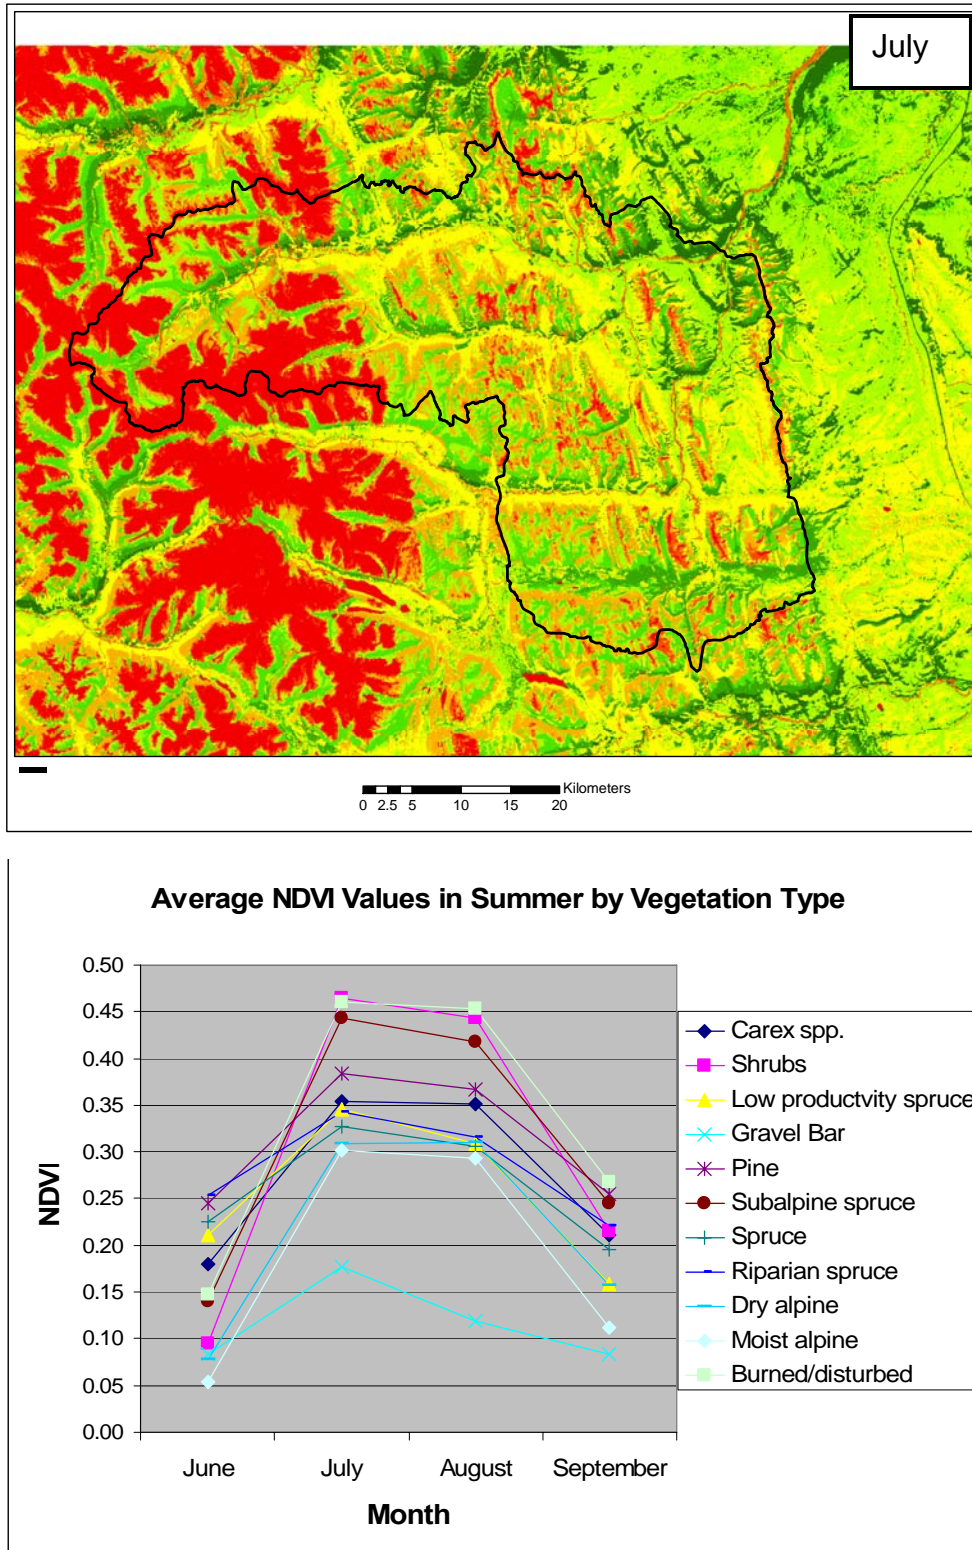 July
Kilometers
0 2.5 5 10 15 20
Average NDVI Values in Summer by Vegetation Type
0.50
0.45
0.40
0.35
0.30
0.25
0.20
0.15
0.10
0.05
0.00
NDVI
June July August September
Month
Carex spp.
Shrubs
Low productvity spruce
Gravel Bar
Pine
Subalpine spruce
Spruce
Riparian spruce
Dry alpine
Moist alpine
Burned/disturbed